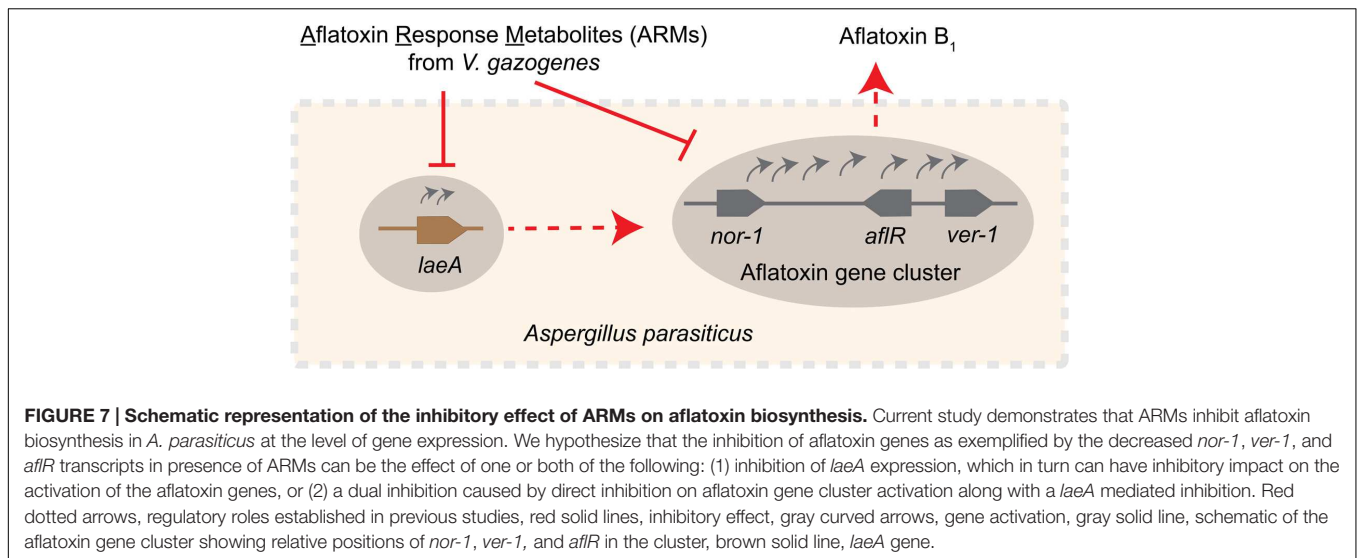 Aflatoxin Response Metabolites (ARMs)
from V. gazogenes
Aflatoxin B1
laeA
nor-1
aflR
ver-1
Aflatoxin gene cluster
Aspergillus parasiticus
FIGURE 7 | Schematic representation of the inhibitory effect of ARMs on aflatoxin biosynthesis. Current study demonstrates that ARMs inhibit aflatoxin
biosynthesis in A. parasiticus at the level of gene expression. We hypothesize that the inhibition of aflatoxin genes as exemplified by the decreased nor-1, ver-1, and
aflR transcripts in presence of ARMs can be the effect of one or both of the following: (1) inhibition of laeA expression, which in turn can have inhibitory impact on the
activation of the aflatoxin genes, or (2) a dual inhibition caused by direct inhibition on aflatoxin gene cluster activation along with a laeA mediated inhibition. Red
dotted arrows, regulatory roles established in previous studies, red solid lines, inhibitory effect, gray curved arrows, gene activation, gray solid line, schematic of the
aflatoxin gene cluster showing relative positions of nor-1, ver-1, and aflR in the cluster, brown solid line, laeA gene.